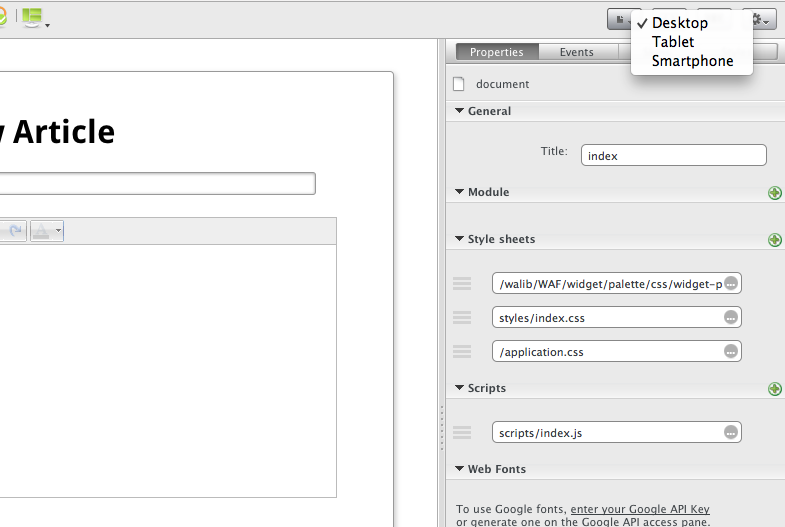 Desktop
Tablet
Smartphone
Properties
Events
document
General
Article
Title:
index
Module
Style sheets
/walib/WAF/widget/palette/css/widget-p
styles/index.css
/application.css
Scripts
scripts/index.js
Web Fonts
To use Google fonts, enter your Google API Key
or generate one on the Google API access pane.